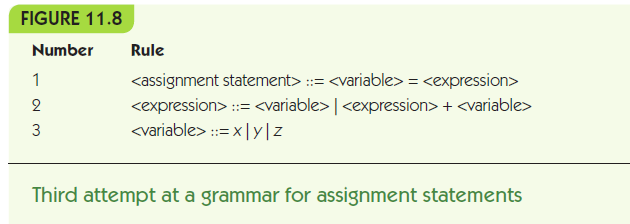 FIGURE 11.8
Number Rule
1 <assignment statement> ::= <variable> = <expression>
2 <expression> ::= <variable> | <expression> + <variable>
3 <variable> ::= x | y | z
Third attempt at a grammar for assignment statements